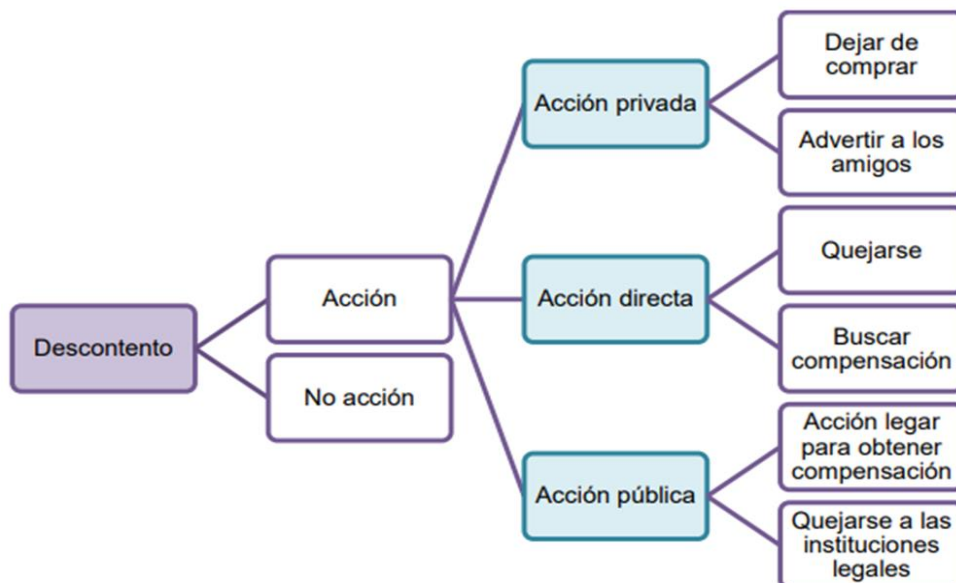 Descontento
Acción
No acción
Acción privada
Acción directa
Acción pública
Dejar de
comprar
Advertir a los
amigos
Quejarse
Buscar
compensación
Acción legar
para obtener
compensación
Quejarse a las
instituciones
legales